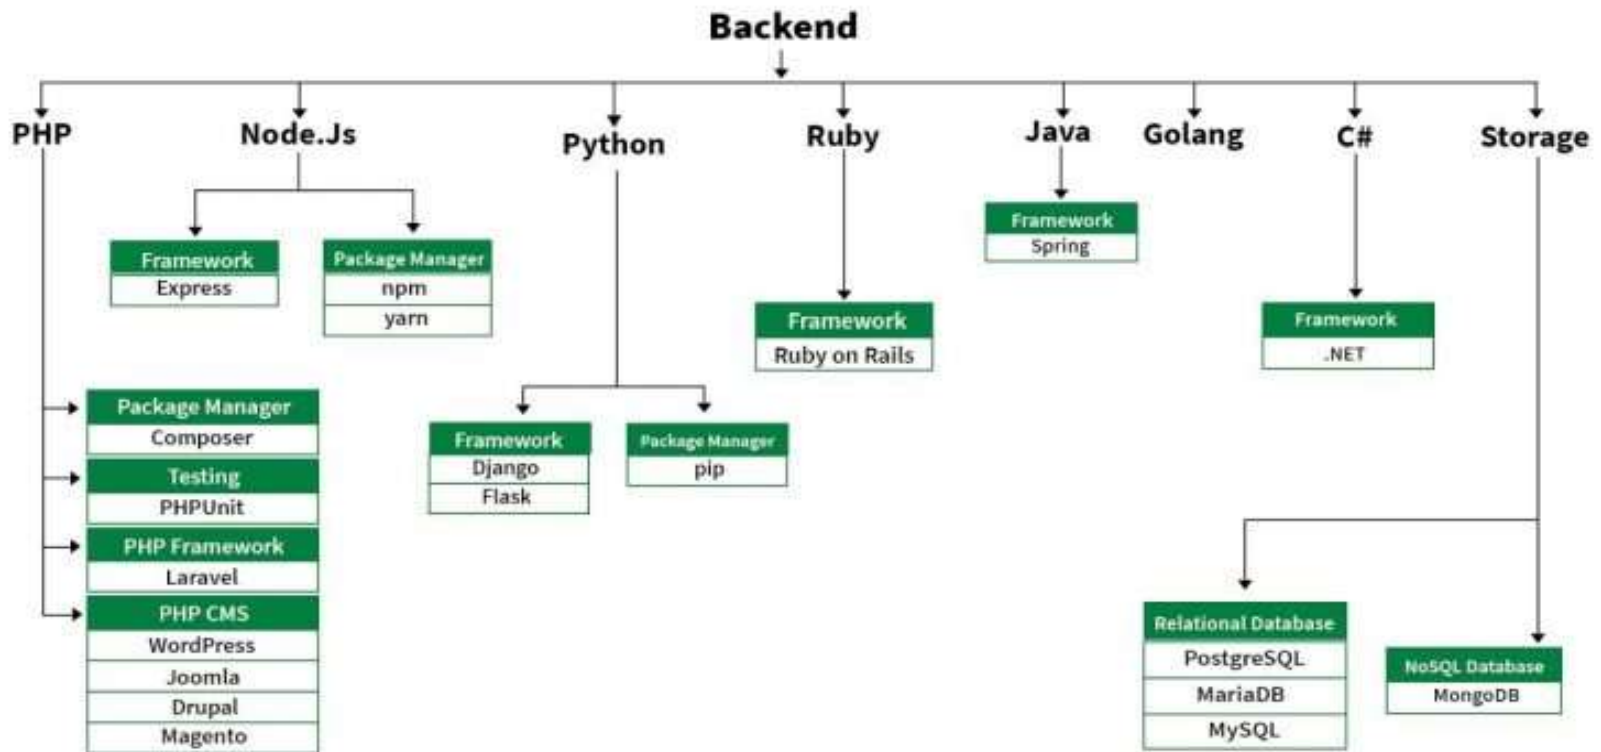 Backend
PHP
Node.Js
Python
Ruby
Java
Golang
C#
Storage
Framework
Express
Package Manager
npm
yarn
Framework
Spring
Framework
Ruby on Rails
Framework
.NET
Package Manager
Composer
Testing
PHPUnit
PHP Framework
Laravel
PHP CMS
WordPress
Joomla
Drupal
Magento
Framework
Django
Flask
Package Manager
pip
Relational Database
PostgreSQL
MariaDB
MySQL
NoSQL Database
MongoDB